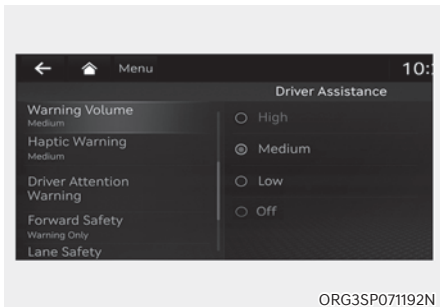 Menu
10:
Driver Assistance
Warning Volume
Medium
Haptic Warning
Medium
Driver Attention
Warning
Forward Safety
Warning Only
Lane Safety
High
Medium
Low
Off
ORG3SP071192N